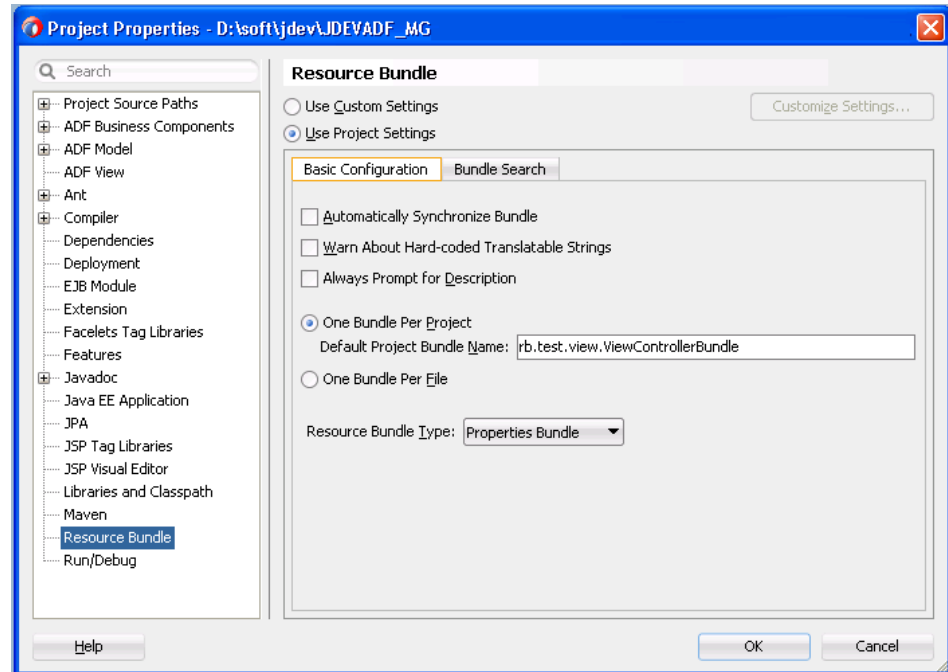 Project Properties - D:\soft\jdev\JDEVADF_MG
Search
Project Source Paths
ADF Business Components
ADF Model
ADF View
Ant
Compiler
Dependencies
Deployment
EJB Module
Extension
Facelets Tag Libraries
Features
Javadoc
Java EE Application
JPA
JSP Tag Libraries
JSP Visual Editor
Libraries and Classpath
Maven
Resource Bundle
Run/Debug
Resource Bundle
Use Custom Settings
Customize Settings...
Use Project Settings
Basic Configuration
Bundle Search
Automatically Synchronize Bundle
Warn About Hard-coded Translatable Strings
Always Prompt for Description
One Bundle Per Project
Default Project Bundle Name: rb.test.view.ViewControllerBundle
One Bundle Per File
Resource Bundle Type: Properties Bundle
Help
OK
Cancel